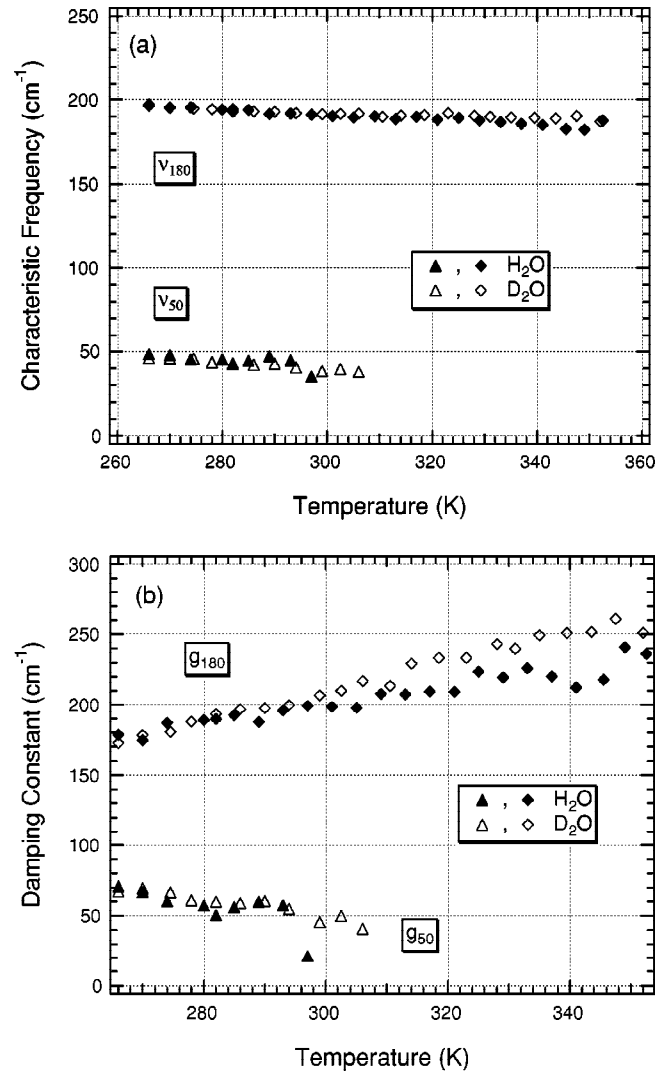 250
(a)
200
ν180
150
▲ , ◆ H2O
△ , ◇ D2O
100
ν50
50
0
Characteristic Frequency (cm-1)
260 280 300 320 340 360
Temperature (K)
300
(b)
250
g180
200
150
▲ , ◆ H2O
△ , ◇ D2O
100
50
g50
0
Damping Constant (cm-1)
280 300 320 340
Temperature (K)